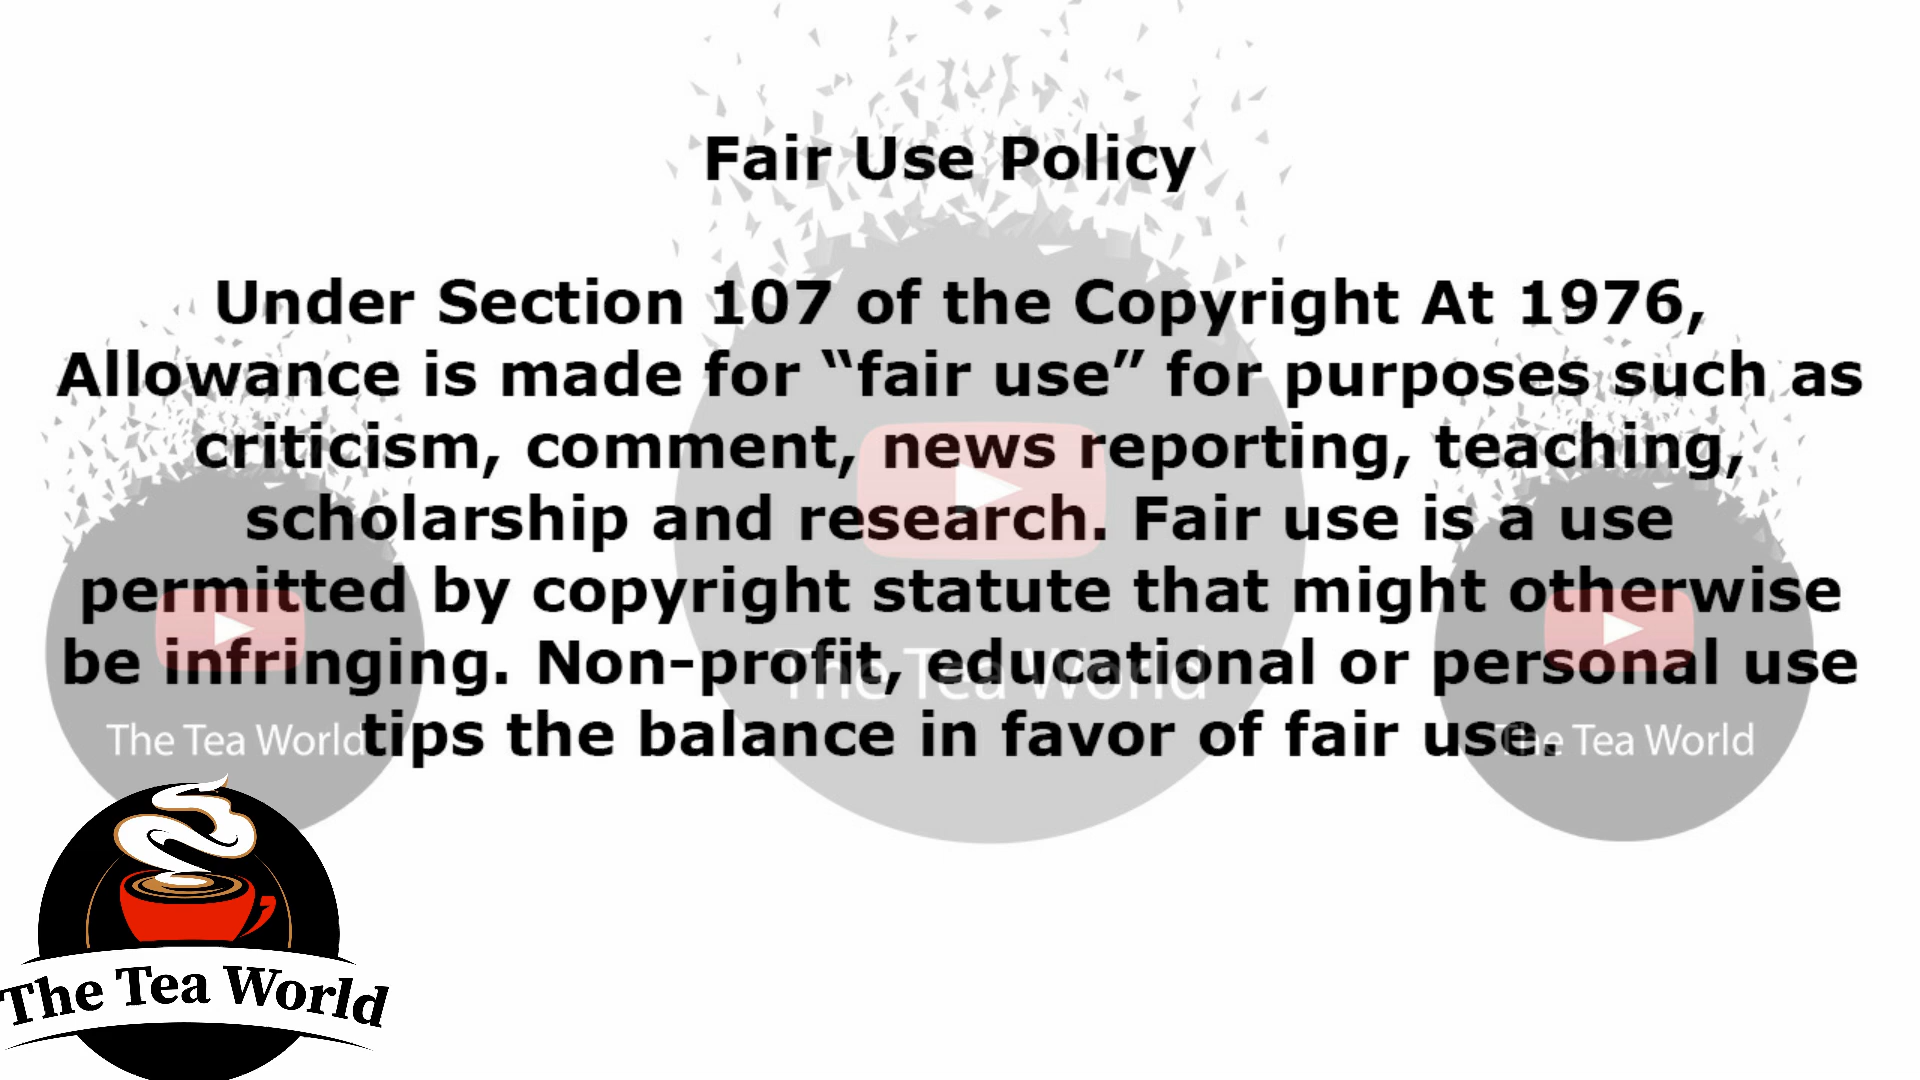 Fair Use Policy
Under Section 107 of the Copyright At 1976,
Allowance is made for “fair use” for purposes such as
criticism, comment, news reporting, teaching,
scholarship and research. Fair use is a use
permitted by copyright statute that might otherwise
be infringing. Non-profit, educational or personal use
The Tea World
tips the balance in favor of fair use.
The Tea World
The Tea World
The Tea World